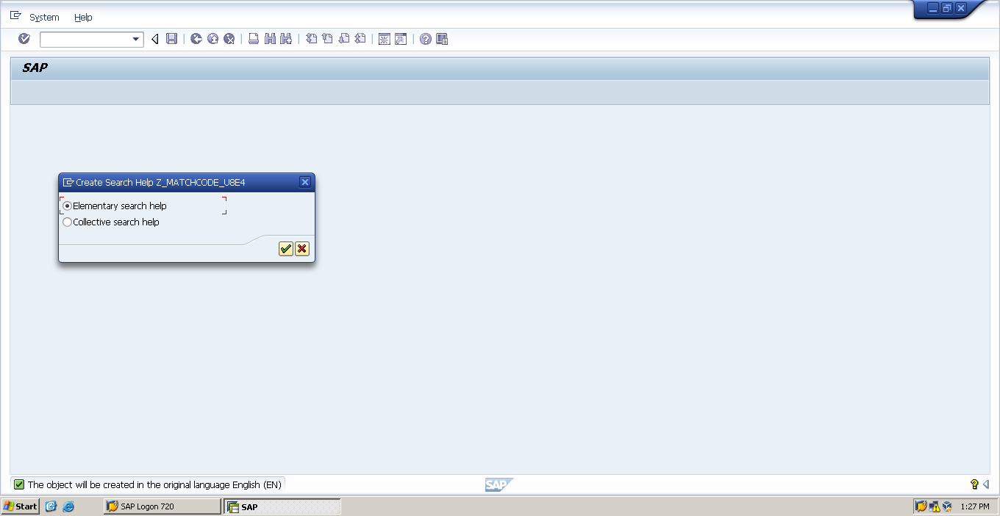 System Help
SAP
Create Search Help Z_MATCHCODE_U8E4
Elementary search help
Collective search help
The object will be created in the original language English (EN)
SAP
Start
SAP Logon 720
SAP
1:27 PM